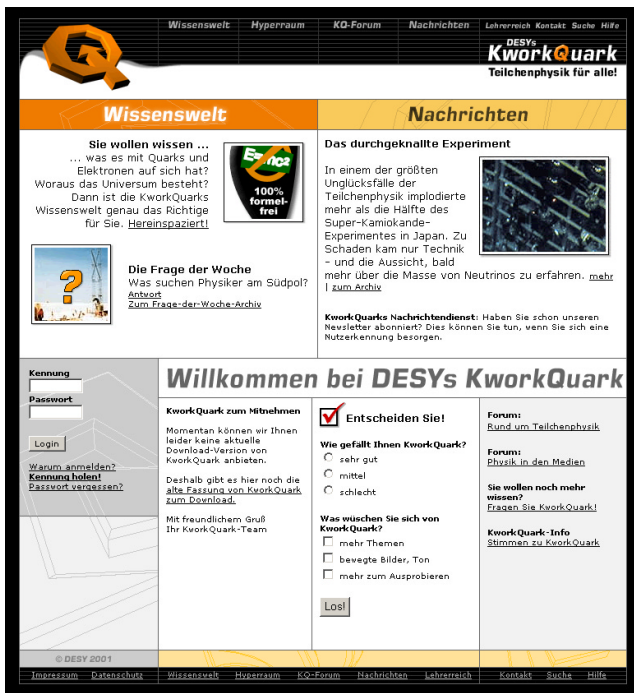 Wissenswelt Hyperraum KQ-Forum Nachrichten Lehrerreich Kontakt Suche Hilfe
DESYs
KworkQuark
Teilchenphysik für alle!
Wissenswelt
Sie wollen wissen ...
... was es mit Quarks und
Elektronen auf sich hat?
Woraus das Universum besteht?
Dann ist die KworkQuarks
Wissenswelt genau das Richtige
für Sie. Hereinspaziert!
E=mc2
100%
formel-
frei
?
Die Frage der Woche
Was suchen Physiker am Südpol?
Antwort
Zum Frage-der-Woche-Archiv
Nachrichten
Das durchgeknallte Experiment
In einem der größten
Unglücksfälle der
Teilchenphysik implodierte
mehr als die Hälfte des
Super-Kamiokande-
Experimentes in Japan. Zu
Schaden kam nur Technik
- und die Aussicht, bald
mehr über die Masse von Neutrinos zu erfahren. mehr
| zum Archiv
KworkQuarks Nachrichtendienst: Haben Sie schon unseren
Newsletter abonniert? Dies können Sie tun, wenn Sie sich eine
Nutzerkennung besorgen.
Kennung
Passwort
Login
Warum anmelden?
Kennung holen!
Passwort vergessen?
Willkommen bei DESYs KworkQuark
KworkQuark zum Mitnehmen
Momentan können wir Ihnen
leider keine aktuelle
Download-Version von
KworkQuark anbieten.
Deshalb gibt es hier noch die
alte Fassung von KworkQuark
zum Download.
Mit freundlichem Gruß
Ihr KworkQuark-Team
Entscheiden Sie!
Wie gefällt Ihnen KworkQuark?
sehr gut
mittel
schlecht
Was wüschen Sie sich von
KworkQuark?
mehr Themen
bewegte Bilder, Ton
mehr zum Ausprobieren
Los!
Forum:
Rund um Teilchenphysik
Forum:
Physik in den Medien
Sie wollen noch mehr
wissen?
Fragen Sie KworkQuark!
KworkQuark-Info
Stimmen zu KworkQuark
© DESY 2001
Impressum Datenschutz Wissenswelt Hyperraum KQ-Forum Nachrichten Lehrerreich Kontakt Suche Hilfe